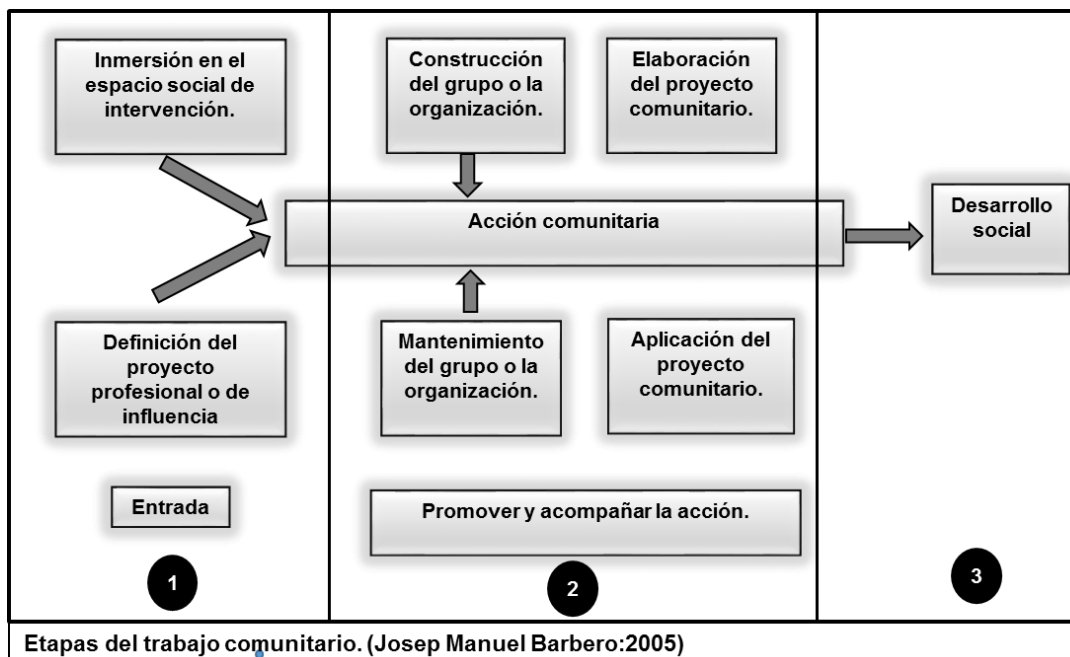 Inmersión en el
espacio social de
intervención.
Definición del
proyecto
profesional o de
influencia
Entrada
1
Construcción
del grupo o la
organización.
Elaboración
del proyecto
comunitario.
Acción comunitaria
Mantenimiento
del grupo o la
organización.
Aplicación del
proyecto
comunitario.
Promover y acompañar la acción.
2
Desarrollo
social
3
Etapas del trabajo comunitario. (Josep Manuel Barbero:2005)